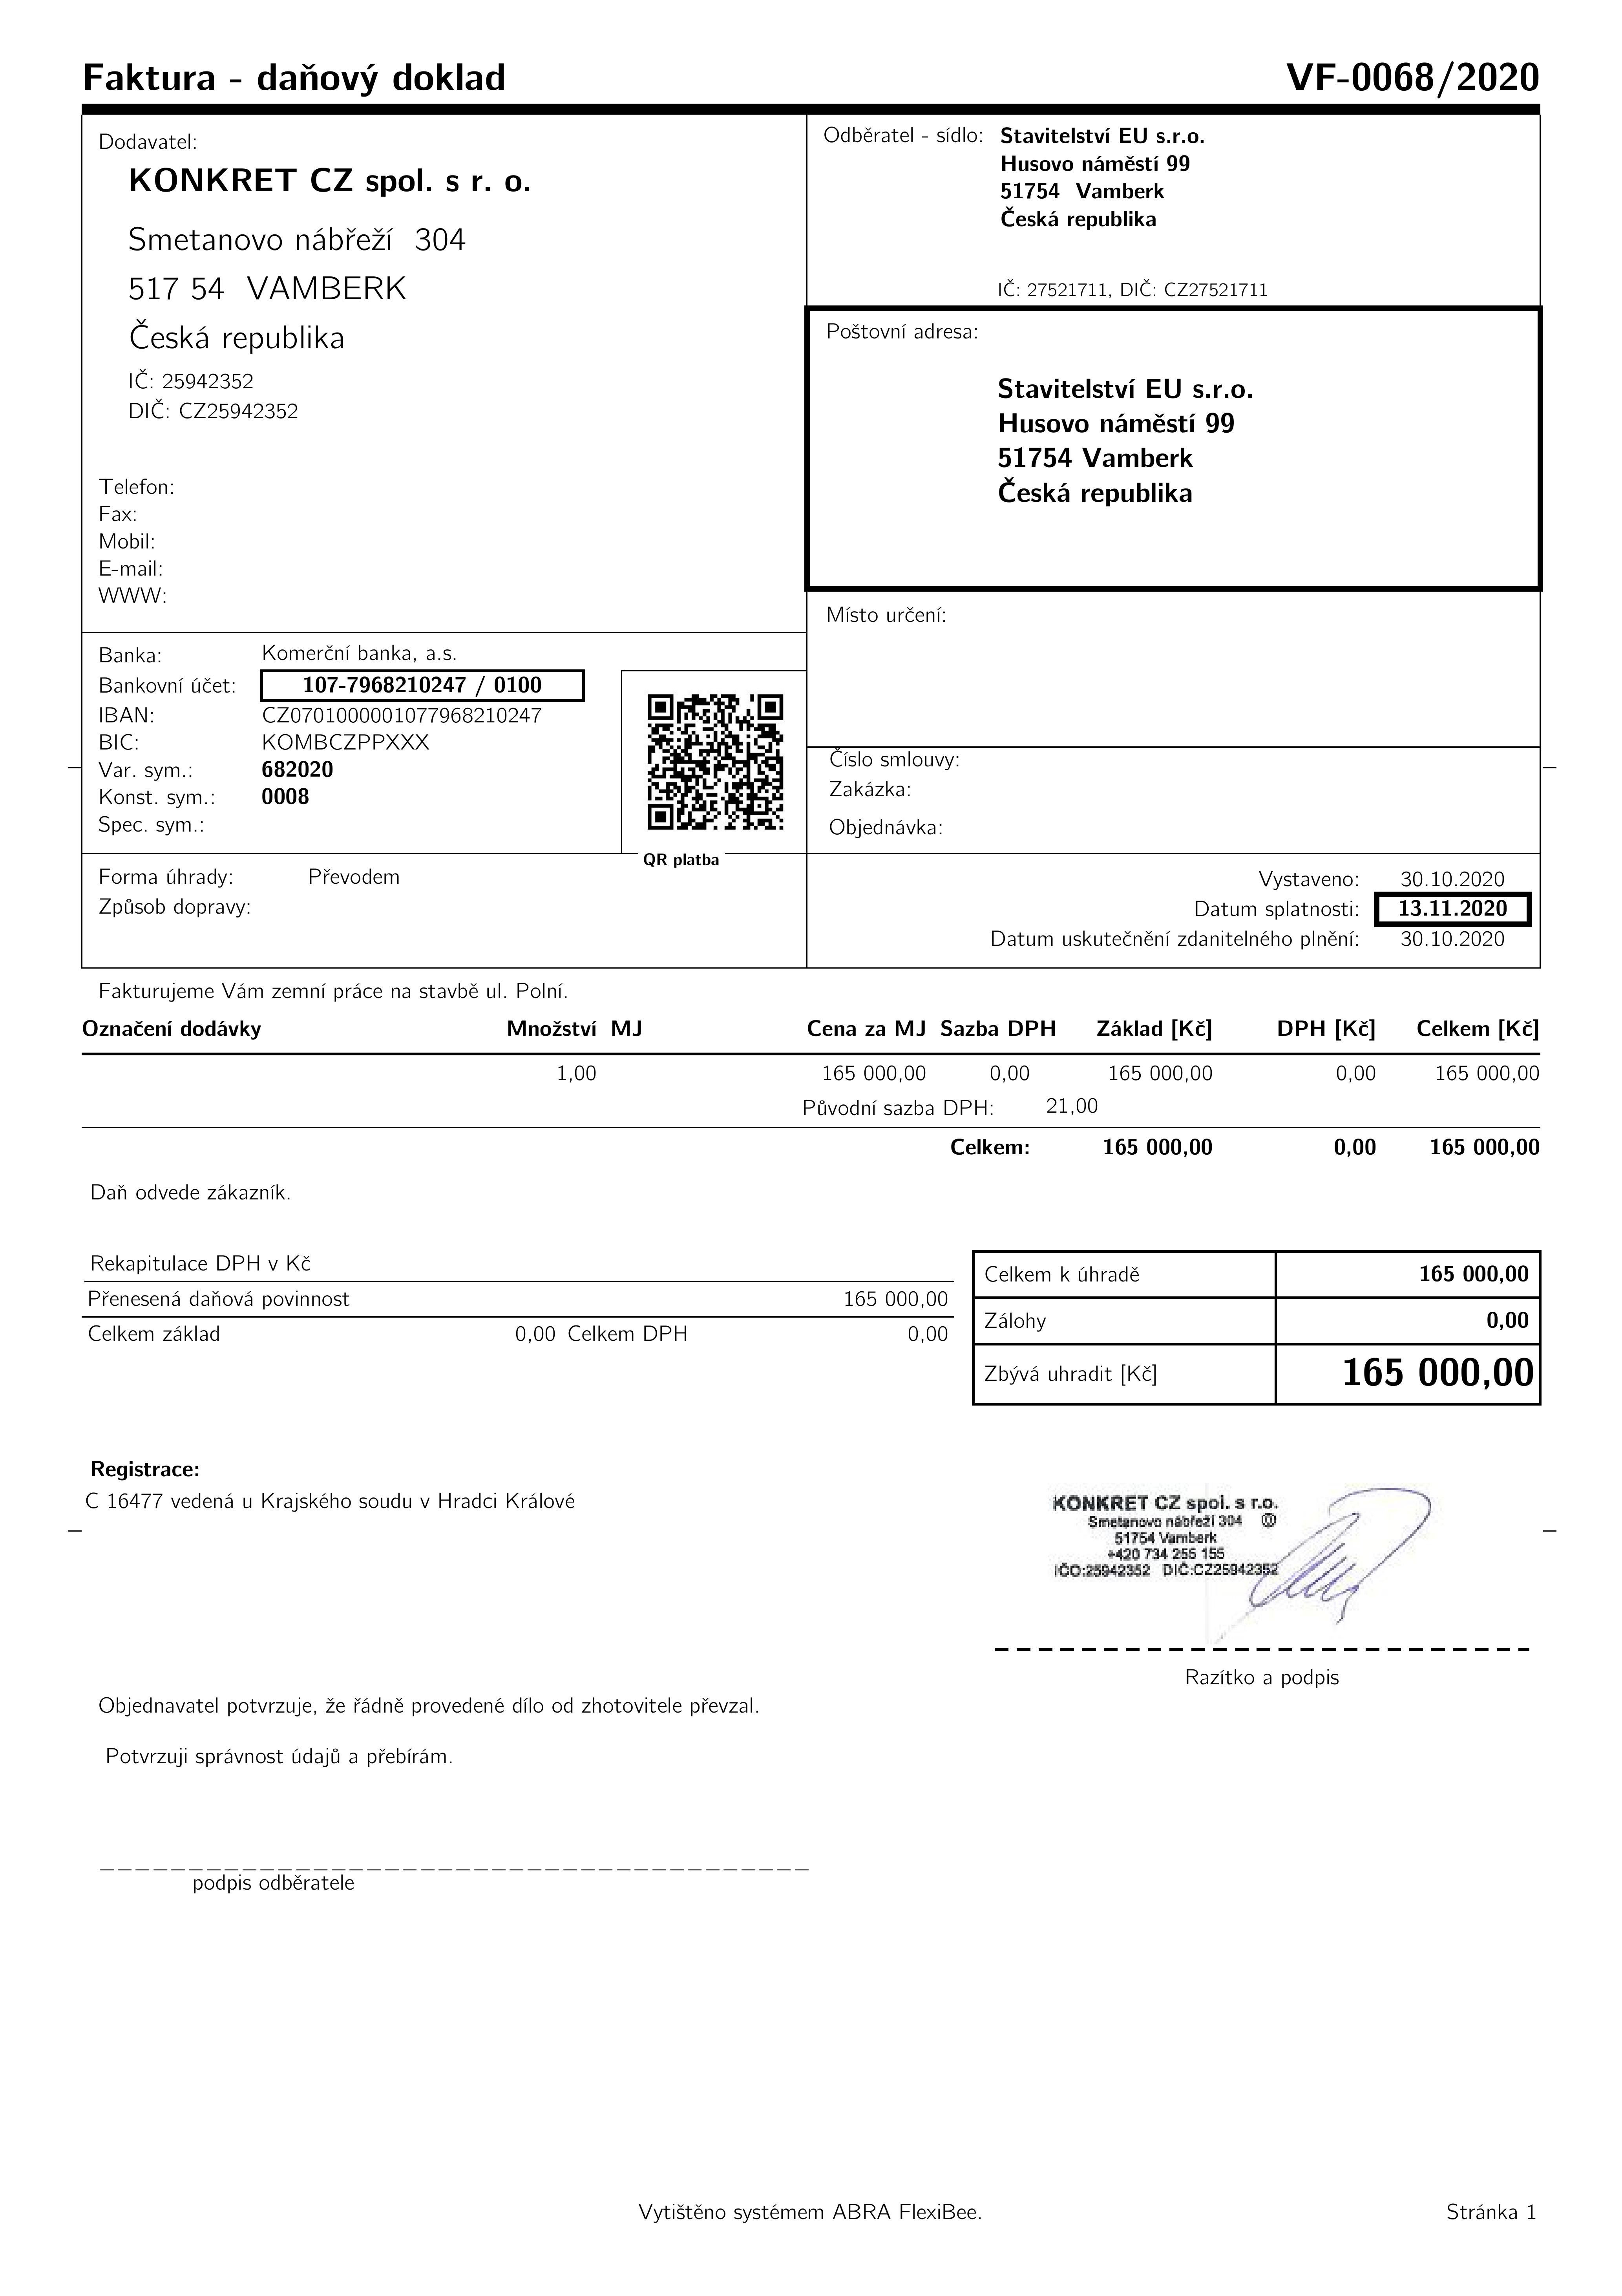 Faktura - daňový doklad VF-0068/2020
Dodavatel:
KONKRET CZ spol. s r. o.
Smetanovo nábřeží 304
517 54 VAMBERK
Česká republika
IČ: 25942352
DIČ: CZ25942352
Telefon:
Fax:
Mobil:
E-mail:
WWW:
Odběratel - sídlo: Stavitelství EU s.r.o.
Husovo náměstí 99
51754 Vamberk
Česká republika
IČ: 27521711, DIČ: CZ27521711
Poštovní adresa:
Stavitelství EU s.r.o.
Husovo náměstí 99
51754 Vamberk
Česká republika
Místo určení:
Banka: Komerční banka, a.s.
Bankovní účet: 107-7968210247 / 0100
IBAN: CZ0701000001077968210247
BIC: KOMBCZPPXXX
Var. sym.: 682020
Konst. sym.: 0008
Spec. sym.:
QR platba
Číslo smlouvy:
Zakázka:
Objednávka:
Forma úhrady: Převodem
Způsob dopravy:
Vystaveno: 30.10.2020
Datum splatnosti: 13.11.2020
Datum uskutečnění zdanitelného plnění: 30.10.2020
Fakturujeme Vám zemní práce na stavbě ul. Polní.
Označení dodávky Množství MJ Cena za MJ Sazba DPH Základ [Kč] DPH [Kč] Celkem [Kč]
1,00 165 000,00 0,00 165 000,00 0,00 165 000,00
Původní sazba DPH: 21,00
Celkem: 165 000,00 0,00 165 000,00
Daň odvede zákazník.
Rekapitulace DPH v Kč
Přenesená daňová povinnost 165 000,00
Celkem základ 0,00 Celkem DPH 0,00
Celkem k úhradě 165 000,00
Zálohy 0,00
Zbývá uhradit [Kč] 165 000,00
Registrace:
C 16477 vedená u Krajského soudu v Hradci Králové
KONKRET CZ spol. s r.o.
Smetanovo nábřeží 304
51754 Vamberk
+420 734 255 155
IČO:25942352 DIČ:CZ25942352
Razítko a podpis
Objednavatel potvrzuje, že řádně provedené dílo od zhotovitele převzal.
Potvrzuji správnost údajů a přebírám.
podpis odběratele
Vytištěno systémem ABRA FlexiBee. Stránka 1